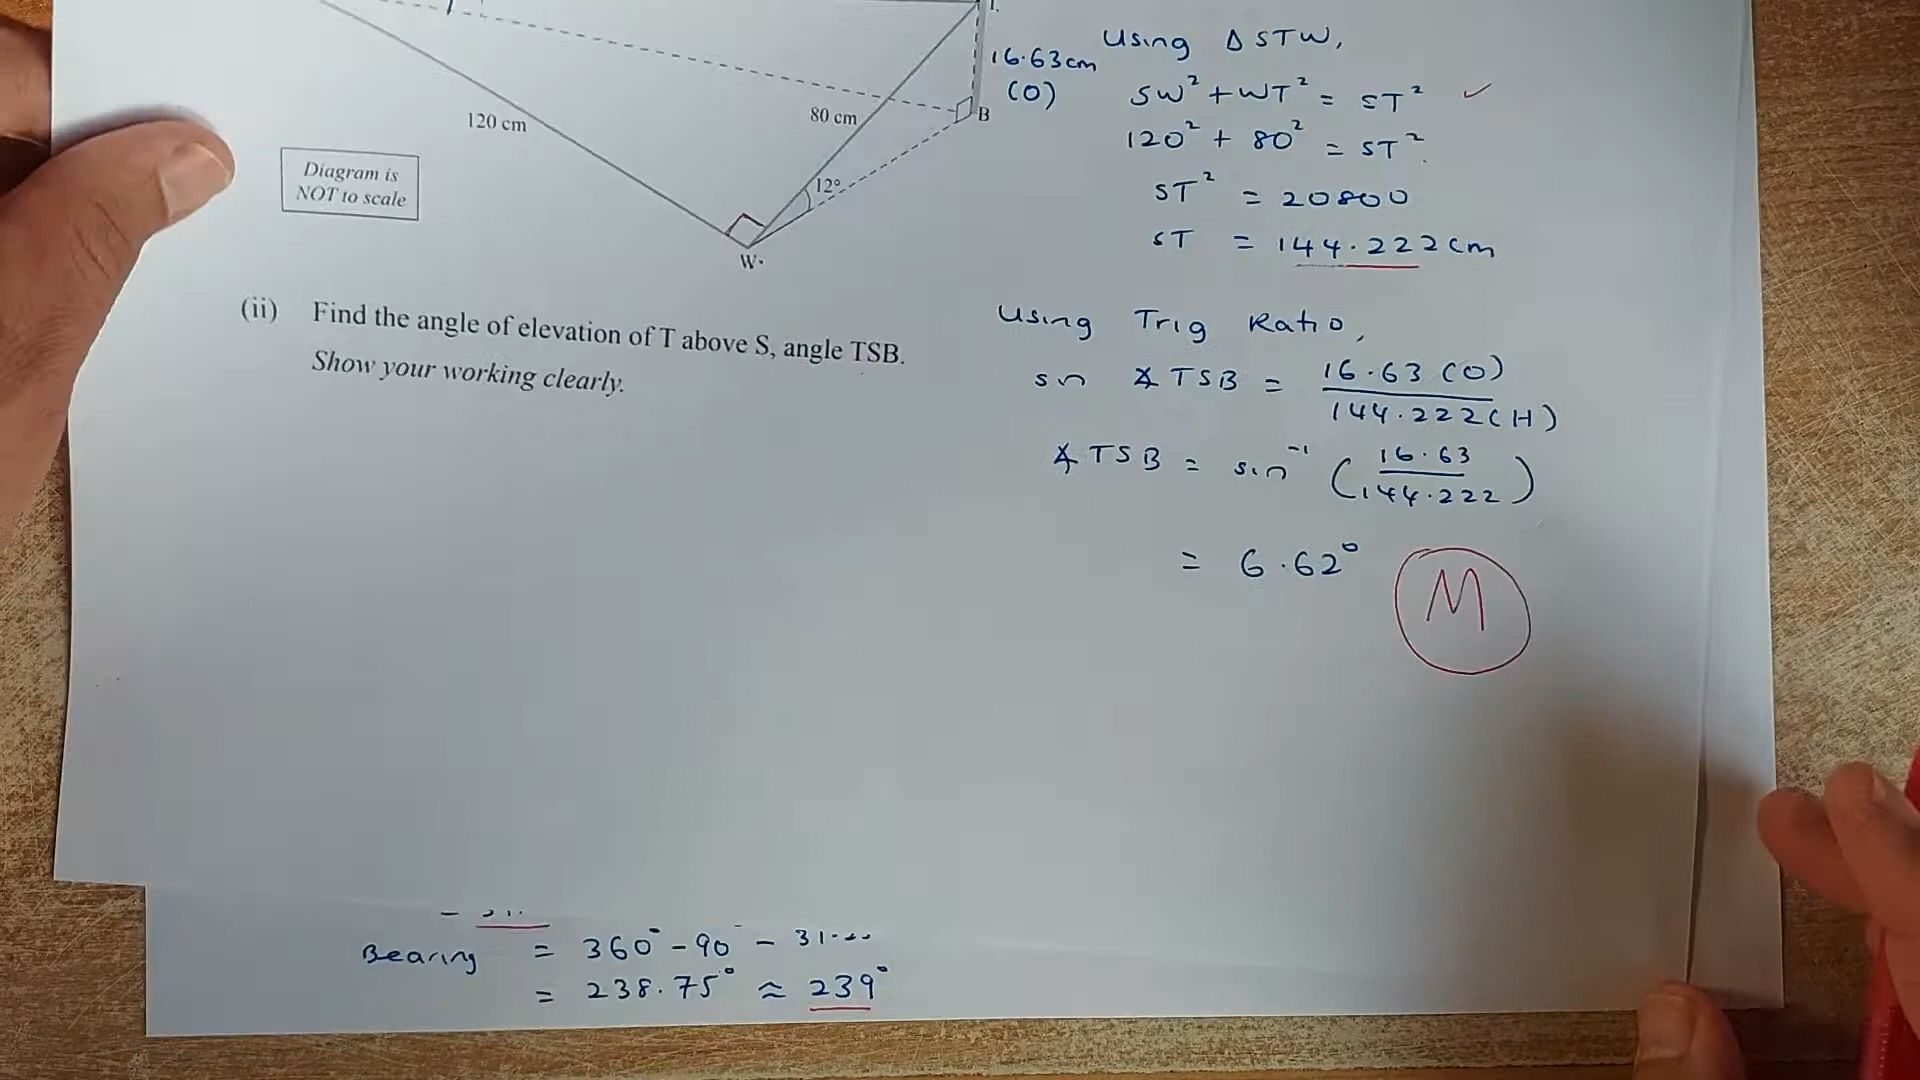 T.
120 cm
80 cm
16.63cm
(O)
B
12°
W.
Diagram is
NOT to scale
(ii) Find the angle of elevation of T above S, angle TSB.
Show your working clearly.
Using Δ STW,
SW² + WT² = ST² ✓
120² + 80² = ST².
ST² = 20800
ST = 144.222cm
Using Trig Ratio,
sin ∡ TSB = 16.63 (O)
144.222 (H)
∡ TSB = sin⁻¹ ( 16.63
144.222 )
= 6.62°
M
Bearing = 360° - 90° - 31.
= 238.75° ≈ 239°